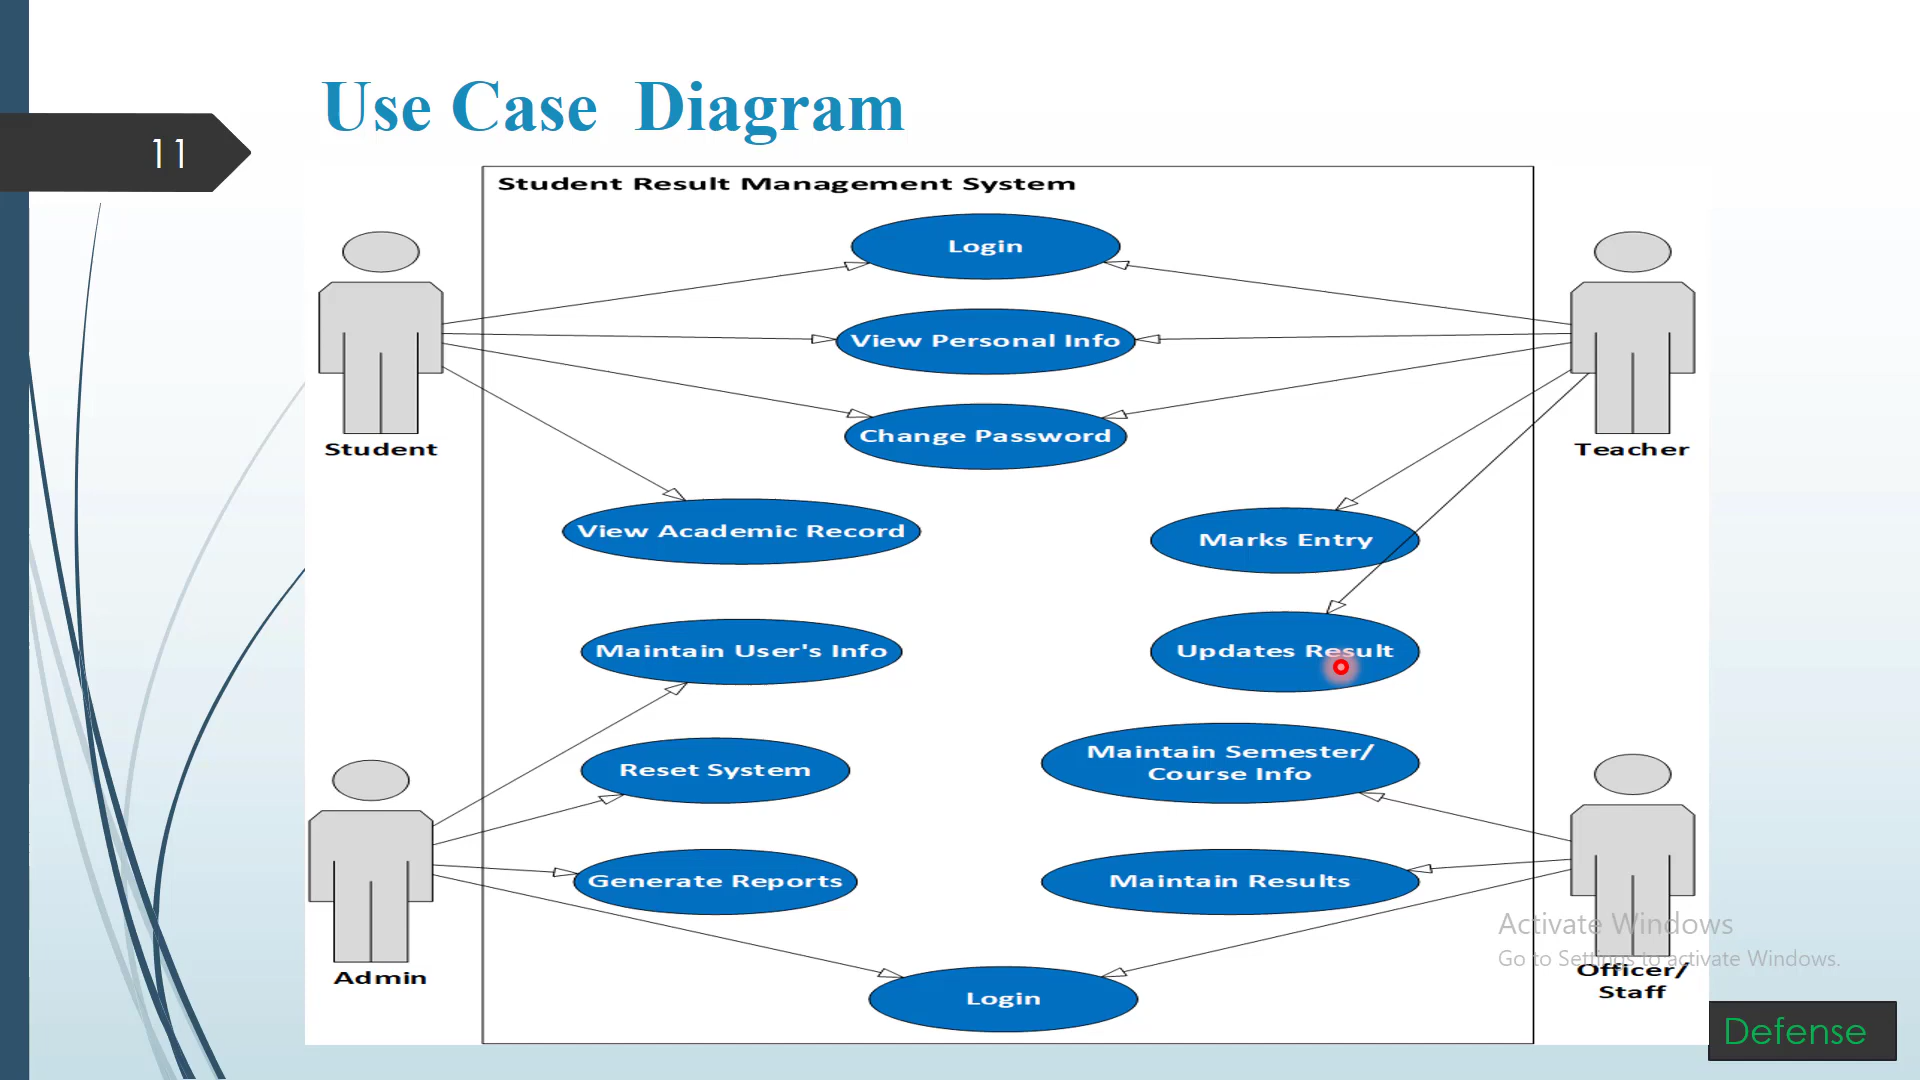 Use Case Diagram
11
Student Result Management System
Login
View Personal Info
Change Password
Student
Teacher
View Academic Record
Marks Entry
Maintain User's Info
Updates Result
Reset System
Maintain Semester/
Course Info
Generate Reports
Maintain Results
Admin
Officer/
Staff
Login
Activate Windows
Go to Settings to activate Windows.
Defense